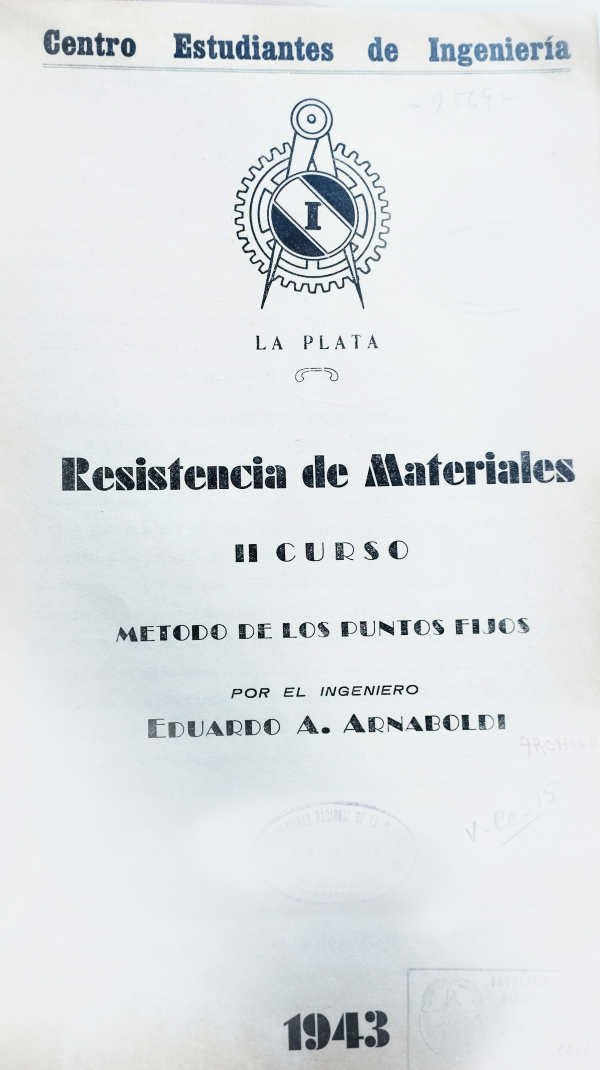 Centro Estudiantes de Ingeniería
- 9569 -
I
LA PLATA
Resistencia de Materiales
II CURSO
METODO DE LOS PUNTOS FIJOS
POR EL INGENIERO
EDUARDO A. ARNABOLDI
ARCHIVO
1943